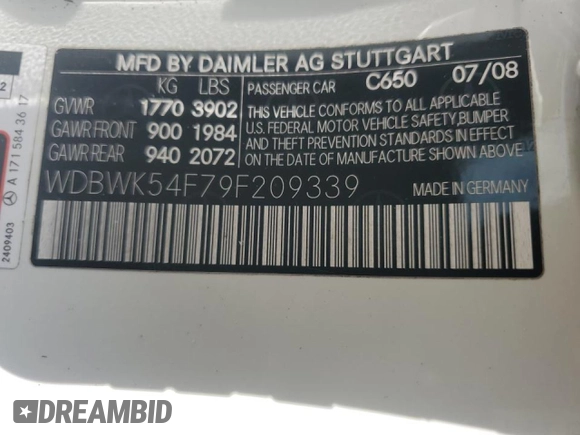 MFD BY DAIMLER AG STUTTGART
KG LBS PASSENGER CAR C650 07/08
GVWR 1770 3902
GAWR FRONT 900 1984
GAWR REAR 940 2072
THIS VEHICLE CONFORMS TO ALL APPLICABLE
U.S. FEDERAL MOTOR VEHICLE SAFETY, BUMPER
AND THEFT PREVENTION STANDARDS IN EFFECT
ON THE DATE OF MANUFACTURE SHOWN ABOVE.
WDBWK54F79F209339 MADE IN GERMANY
2
A 171 584 36 17
2409403
DREAMBID